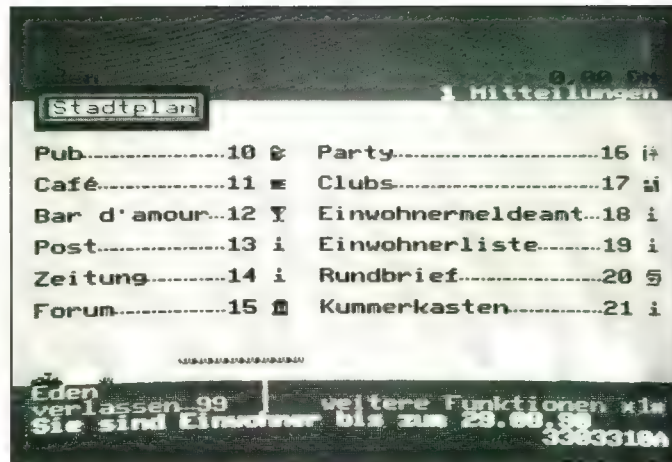 0,00 DM
1 Mitteilungen
Stadtplan
Pub 10
Café 11
Bar d'amour 12
Post 13 i
Zeitung 14 i
Forum 15
Party 16
Clubs 17
Einwohnermeldeamt 18 i
Einwohnerliste 19 i
Rundbrief 20
Kummerkasten 21 i
Eden
verlassen 99
weitere Funktionen x1x
Sie sind Einwohner bis zum